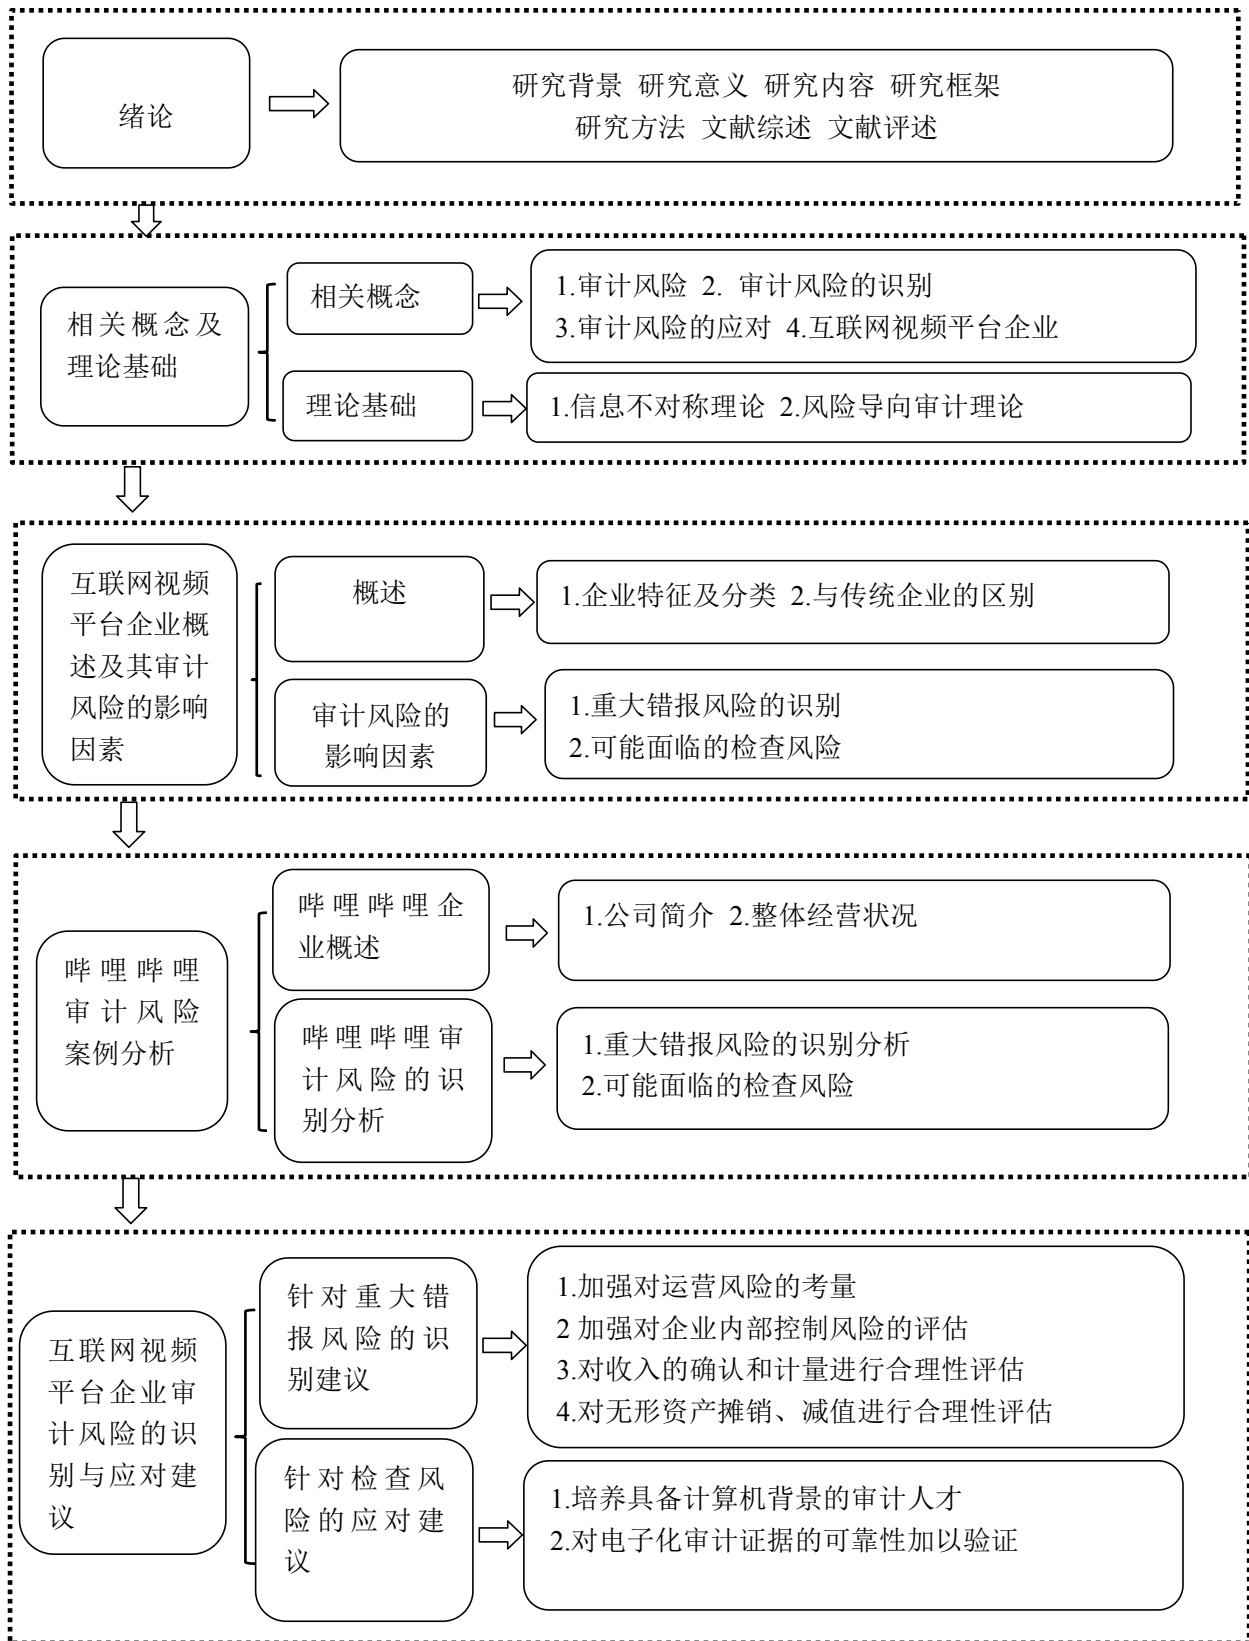 绪论
研究背景 研究意义 研究内容 研究框架
研究方法 文献综述 文献评述
相关概念及
理论基础
相关概念
1.审计风险 2. 审计风险的识别
3.审计风险的应对 4.互联网视频平台企业
理论基础
1.信息不对称理论 2.风险导向审计理论
互联网视频
平台企业概
述及其审计
风险的影响
因素
概述
1.企业特征及分类 2.与传统企业的区别
审计风险的
影响因素
1.重大错报风险的识别
2.可能面临的检查风险
哔哩哔哩
审计风险
案例分析
哔哩哔哩企
业概述
1.公司简介 2.整体经营状况
哔哩哔哩审
计风险的识
别分析
1.重大错报风险的识别分析
2.可能面临的检查风险
互联网视频
平台企业审
计风险的识
别与应对建
议
针对重大错
报风险的识
别建议
1.加强对运营风险的考量
2 加强对企业内部控制风险的评估
3.对收入的确认和计量进行合理性评估
4.对无形资产摊销、减值进行合理性评估
针对检查风
险的应对建
议
1.培养具备计算机背景的审计人才
2.对电子化审计证据的可靠性加以验证